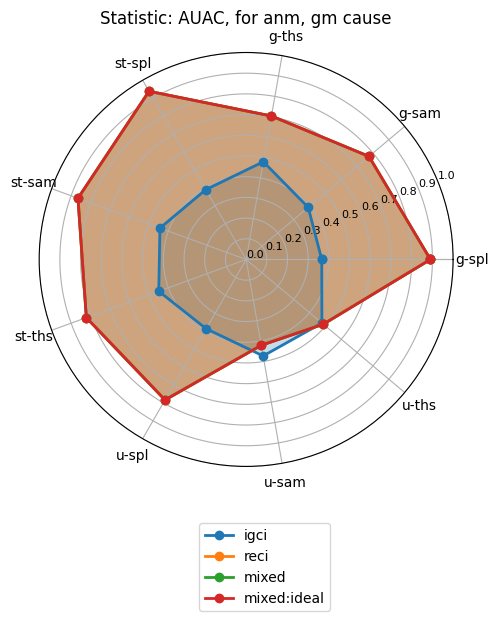 Statistic: AUAC, for anm, gm cause
g-ths
st-spl
g-sam
st-sam
1.0
0.9
0.8
0.7
0.6
0.5
0.4
0.3
0.2
0.1
0.0
g-spl
st-ths
u-ths
u-spl
u-sam
igci
reci
mixed
mixed:ideal